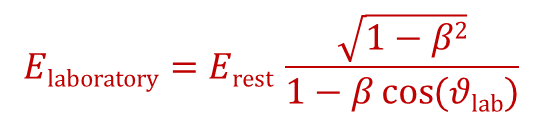 E_laboratory = E_rest √(1 − β²) / (1 − β cos(ϑ_lab))